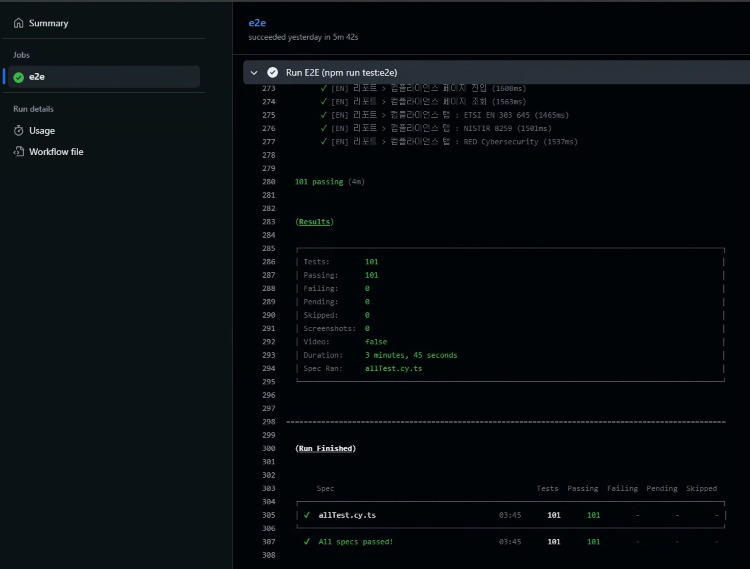 Summary
Jobs
e2e
Run details
Usage
Workflow file
e2e
succeeded yesterday in 5m 42s
Run E2E (npm run test:e2e)
273 ✓ [EN] 리포트 > 컴플라이언스 페이지 진입 (1608ms)
274 ✓ [EN] 리포트 > 컴플라이언스 페이지 조회 (1563ms)
275 ✓ [EN] 리포트 > 컴플라이언스 탭 : ETSI EN 303 645 (1465ms)
276 ✓ [EN] 리포트 > 컴플라이언스 탭 : NISTIR 8259 (1501ms)
277 ✓ [EN] 리포트 > 컴플라이언스 탭 : RED Cybersecurity (1537ms)
278
279
280 101 passing (4m)
281
282
283 (Results)
284
285
286 Tests: 101
287 Passing: 101
288 Failing: 0
289 Pending: 0
290 Skipped: 0
291 Screenshots: 0
292 Video: false
293 Duration: 3 minutes, 45 seconds
294 Spec Ran: allTest.cy.ts
295
296
297
298
299
300 (Run Finished)
301
302
303 Spec Tests Passing Failing Pending Skipped
304
305 ✓ allTest.cy.ts 03:45 101 101 - - -
306
307 ✓ All specs passed! 03:45 101 101 - - -
308